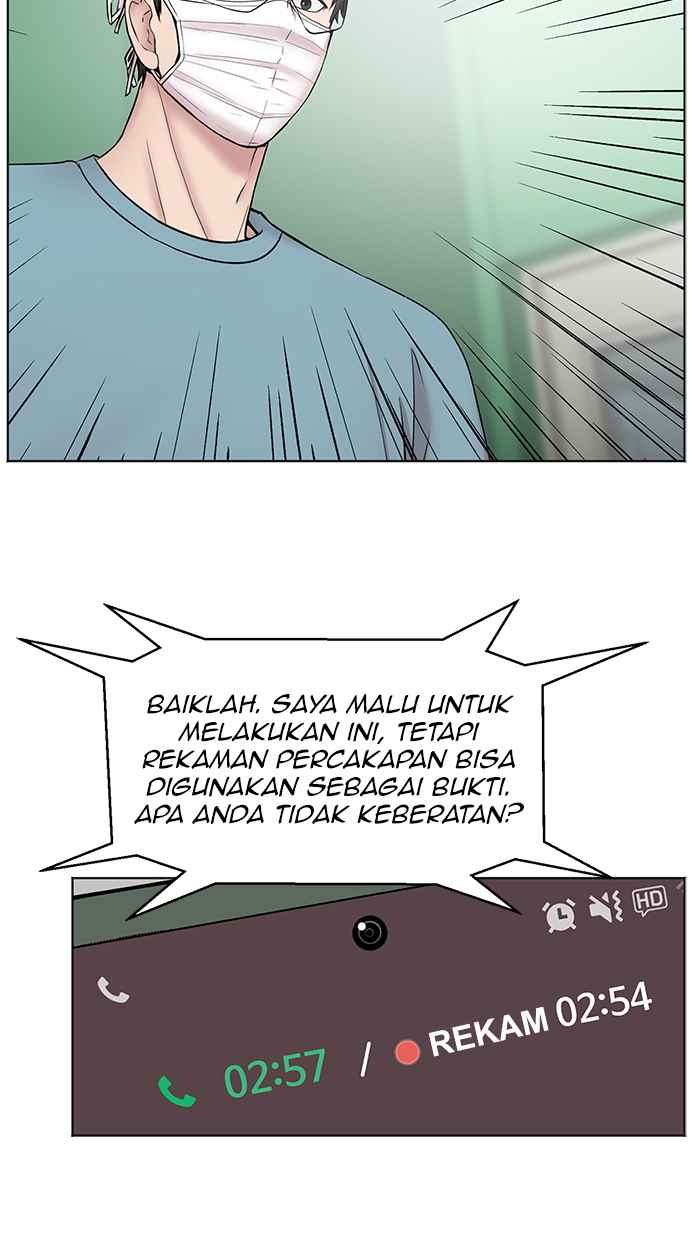 BAIKLAH. SAYA MALU UNTUK
MELAKUKAN INI, TETAPI
REKAMAN PERCAKAPAN BISA
DIGUNAKAN SEBAGAI BUKTI.
APA ANDA TIDAK KEBERATAN?
HD
02:57 / REKAM 02:54